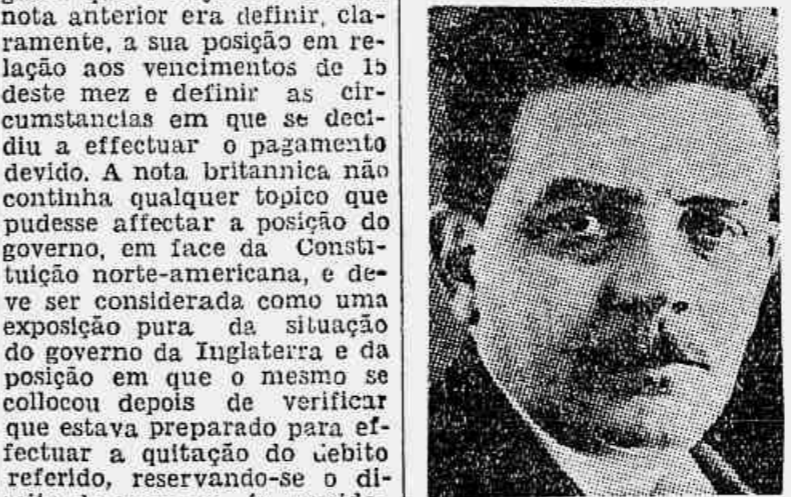 nota anterior era definir, cla-
ramente, a sua posição em re-
lação aos vencimentos de 15
deste mez e definir as cir-
cumstancias em que se deci-
diu a effectuar o pagamento
devido. A nota britannica não
continha qualquer topico que
pudesse affectar a posição do
governo, em face da Consti-
tuição norte-americana, e de-
ve ser considerada como uma
exposição pura da situação
do governo da Inglaterra e da
posição em que o mesmo se
collocou depois de verificar
que estava preparado para ef-
fectuar a quitação do debito
referido, reservando-se o di-